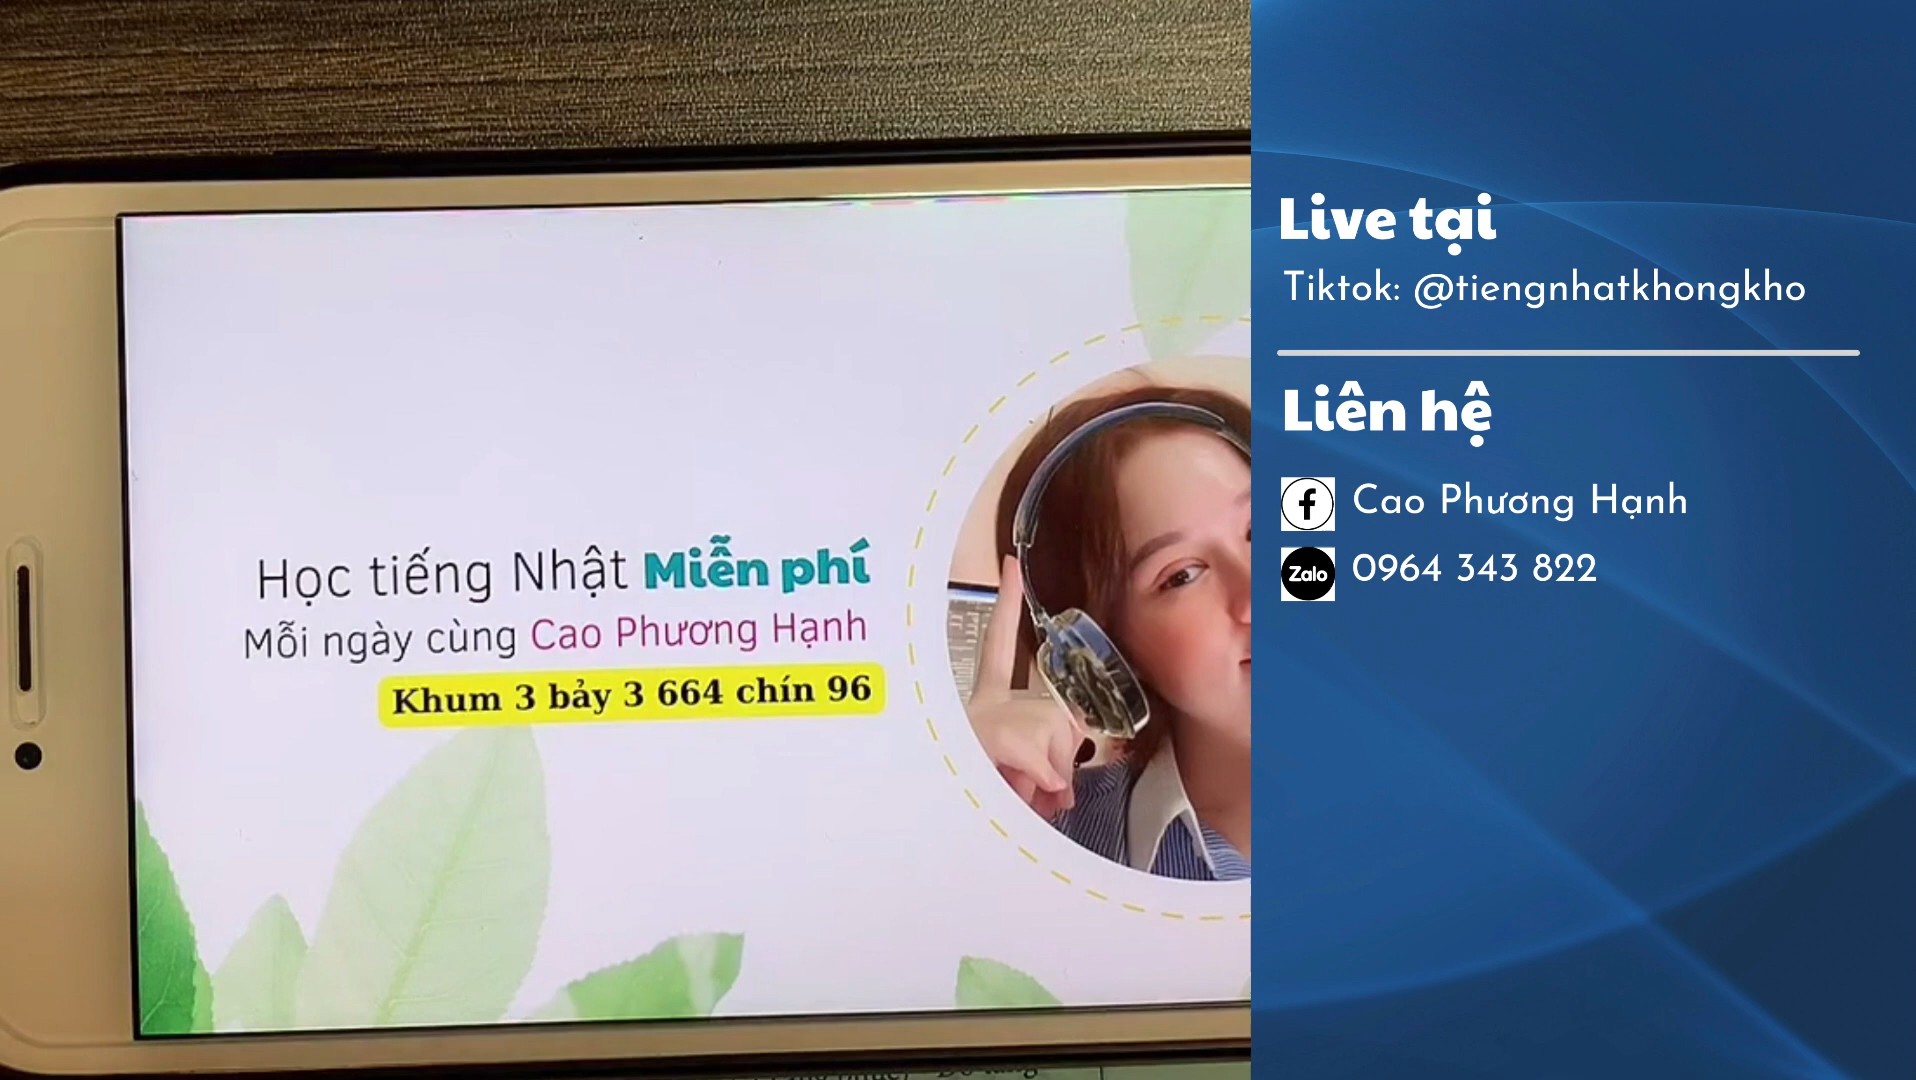 Học tiếng Nhật Miễn phí
Mỗi ngày cùng Cao Phương Hạnh
Khum 3 bảy 3 664 chín 96
Live tại
Tiktok: @tiengnhatkhongkho
Liên hệ
f Cao Phương Hạnh
Zalo 0964 343 822